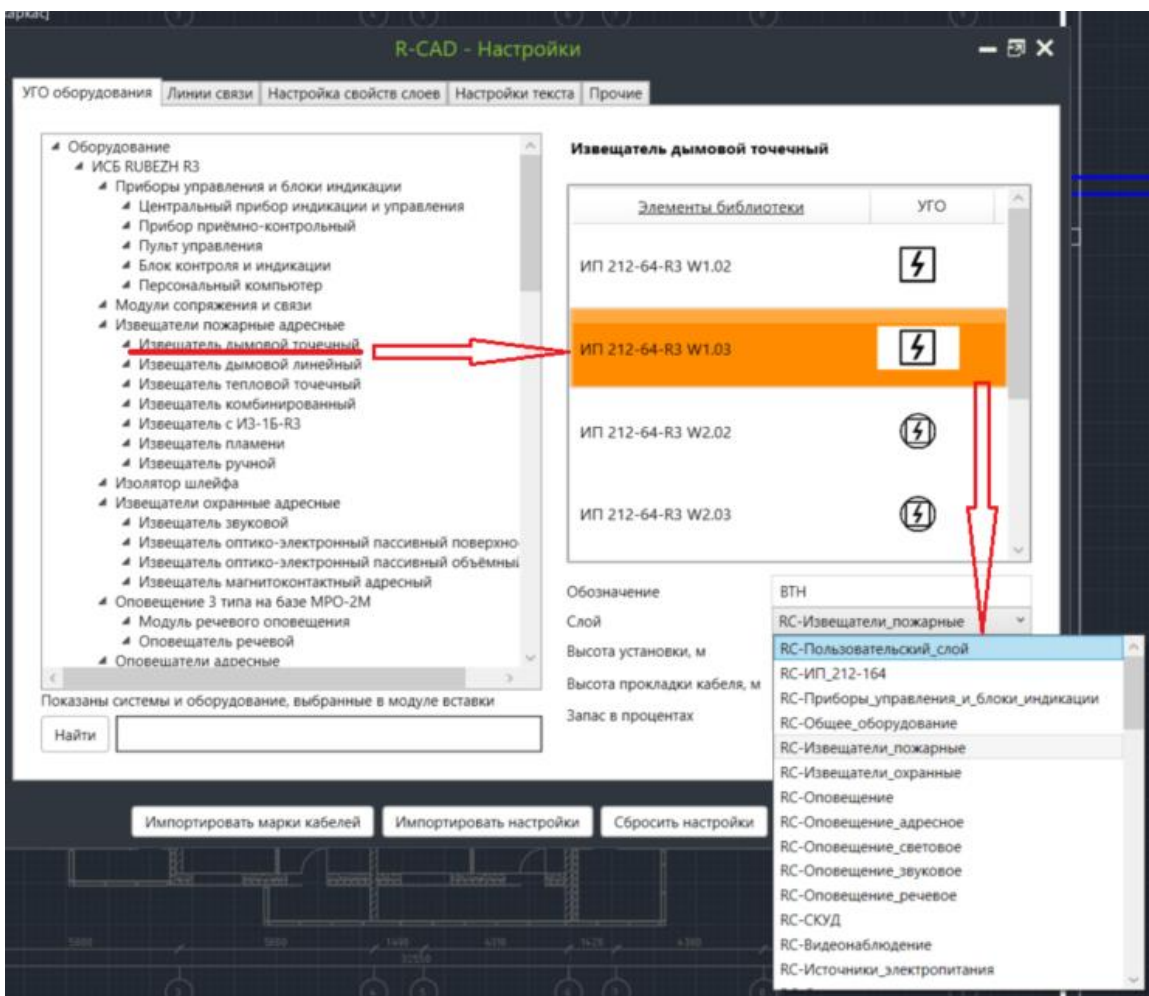 R-CAD - Настройки
УГО оборудования Линии связи Настройка свойств слоев Настройки текста Прочие
Оборудование
ИСБ RUBEZH R3
Приборы управления и блоки индикации
Центральный прибор индикации и управления
Прибор приёмно-контрольный
Пульт управления
Блок контроля и индикации
Персональный компьютер
Модули сопряжения и связи
Извещатели пожарные адресные
Извещатель дымовой точечный
Извещатель дымовой линейный
Извещатель тепловой точечный
Извещатель комбинированный
Извещатель с ИЗ-1Б-R3
Извещатель пламени
Извещатель ручной
Изолятор шлейфа
Извещатели охранные адресные
Извещатель звуковой
Извещатель оптико-электронный пассивный поверхно
Извещатель оптико-электронный пассивный объёмный
Извещатель магнитоконтактный адресный
Оповещение 3 типа на базе МРО-2М
Модуль речевого оповещения
Оповещатель речевой
Оповещатели адресные
Показаны системы и оборудование, выбранные в модуле вставки
Найти
Извещатель дымовой точечный
Элементы библиотеки УГО
ИП 212-64-R3 W1.02
ИП 212-64-R3 W1.03
ИП 212-64-R3 W2.02
ИП 212-64-R3 W2.03
Обозначение BTH
Слой RC-Извещатели_пожарные
Высота установки, м
Высота прокладки кабеля, м
Запас в процентах
RC-Пользовательский_слой
RC-ИП_212-164
RC-Приборы_управления_и_блоки_индикации
RC-Общее_оборудование
RC-Извещатели_пожарные
RC-Извещатели_охранные
RC-Оповещение
RC-Оповещение_адресное
RC-Оповещение_световое
RC-Оповещение_звуковое
RC-Оповещение_речевое
RC-СКУД
RC-Видеонаблюдение
RC-Источники_электропитания
Импортировать марки кабелей Импортировать настройки Сбросить настройки